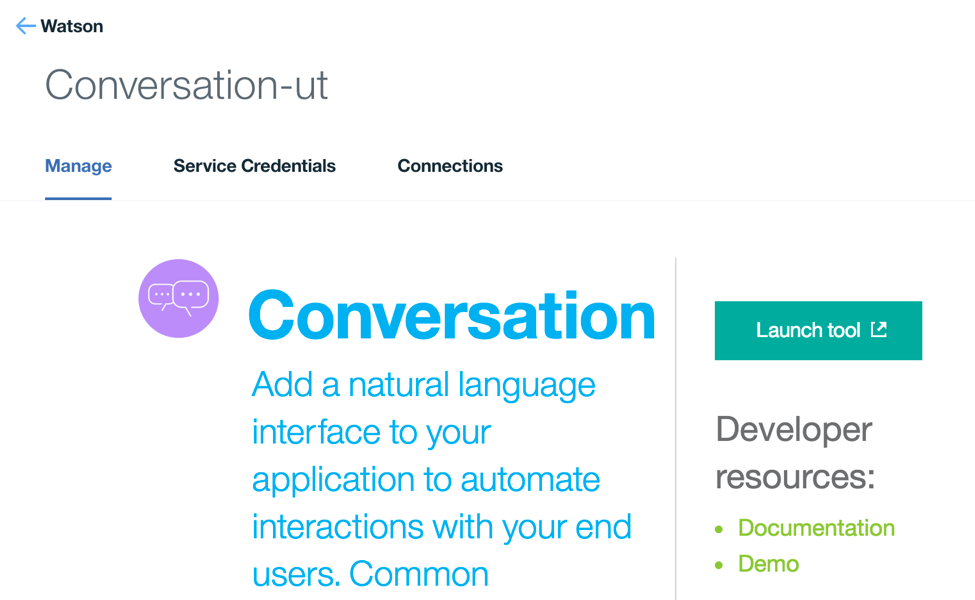 Watson
Conversation-ut
Manage Service Credentials Connections
Conversation
Add a natural language
interface to your
application to automate
interactions with your end
users. Common
Launch tool
Developer
resources:
Documentation
Demo